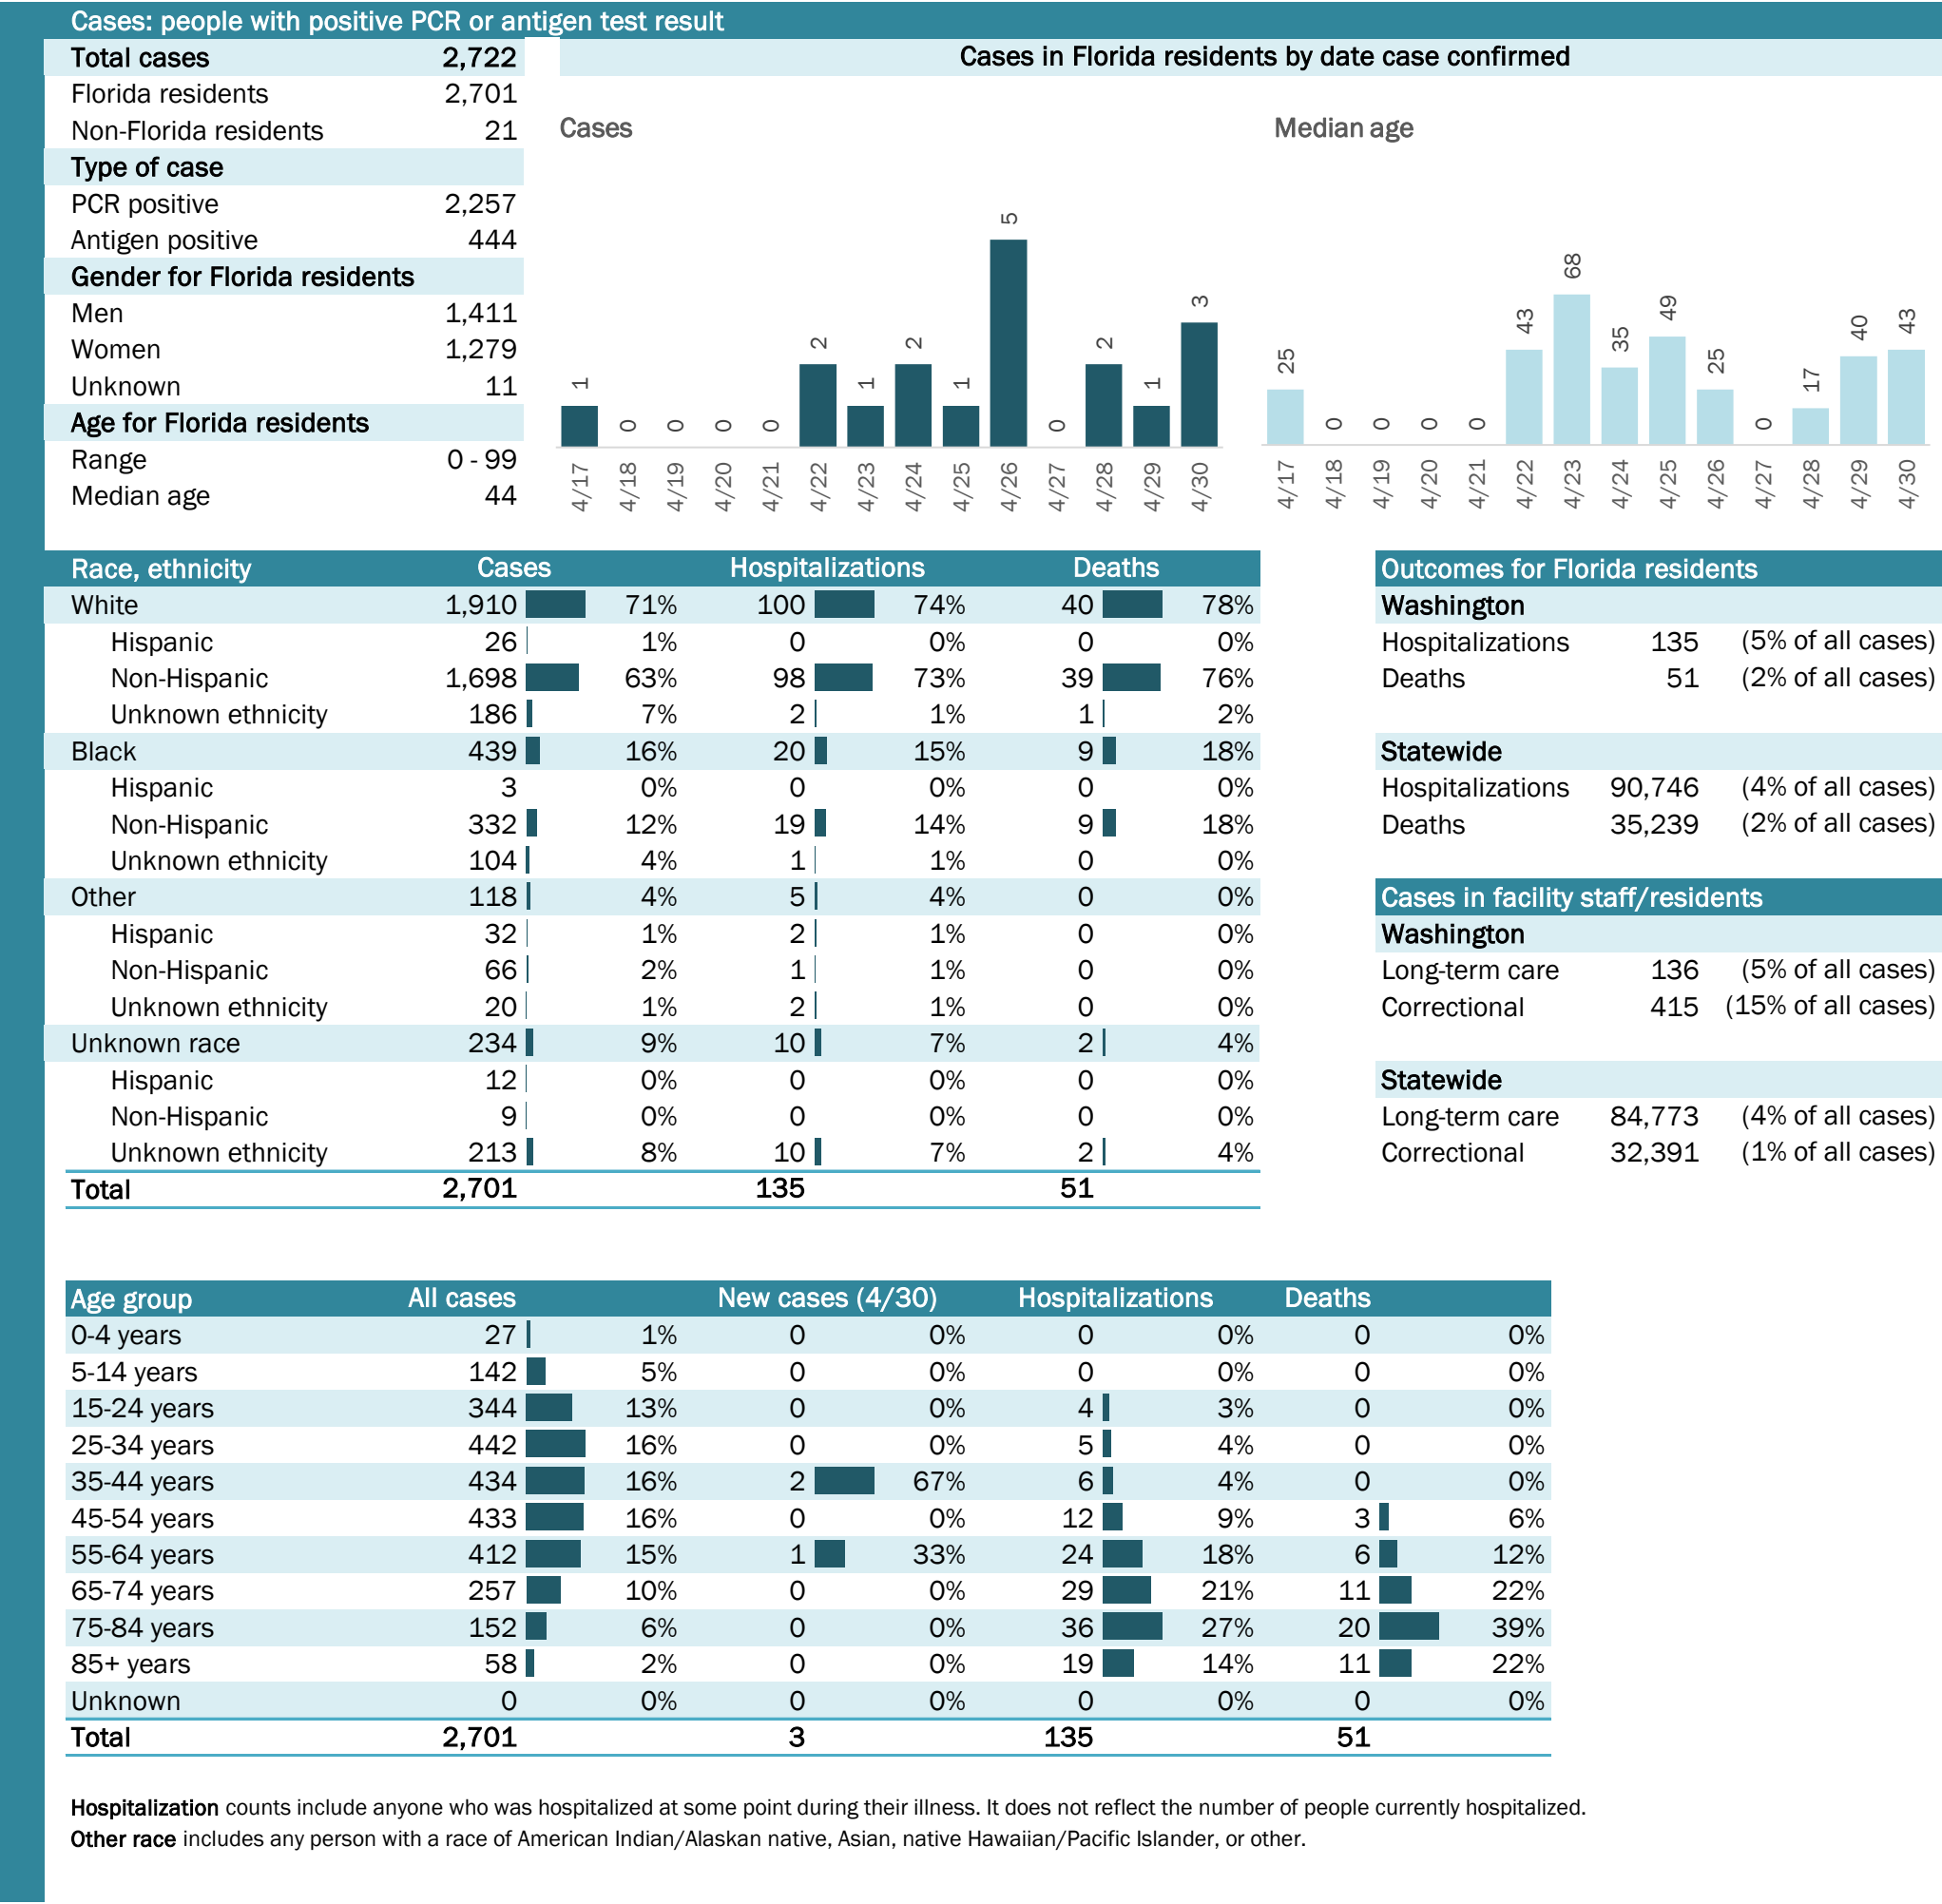 Cases: people with positive PCR or antigen test result
Total cases 2,722
Florida residents 2,701
Non-Florida residents 21
Type of case
PCR positive 2,257
Antigen positive 444
Gender for Florida residents
Men 1,411
Women 1,279
Unknown 11
Age for Florida residents
Range 0 - 99
Median age 44
Cases in Florida residents by date case confirmed
Cases
1 0 0 0 0 2 1 2 1 5 0 2 1 3
4/17 4/18 4/19 4/20 4/21 4/22 4/23 4/24 4/25 4/26 4/27 4/28 4/29 4/30
Median age
25 0 0 0 0 43 68 35 49 25 0 17 40 43
4/17 4/18 4/19 4/20 4/21 4/22 4/23 4/24 4/25 4/26 4/27 4/28 4/29 4/30
Race, ethnicity Cases Hospitalizations Deaths
White 1,910 71% 100 74% 40 78%
Hispanic 26 1% 0 0% 0 0%
Non-Hispanic 1,698 63% 98 73% 39 76%
Unknown ethnicity 186 7% 2 1% 1 2%
Black 439 16% 20 15% 9 18%
Hispanic 3 0% 0 0% 0 0%
Non-Hispanic 332 12% 19 14% 9 18%
Unknown ethnicity 104 4% 1 1% 0 0%
Other 118 4% 5 4% 0 0%
Hispanic 32 1% 2 1% 0 0%
Non-Hispanic 66 2% 1 1% 0 0%
Unknown ethnicity 20 1% 2 1% 0 0%
Unknown race 234 9% 10 7% 2 4%
Hispanic 12 0% 0 0% 0 0%
Non-Hispanic 9 0% 0 0% 0 0%
Unknown ethnicity 213 8% 10 7% 2 4%
Total 2,701 135 51
Outcomes for Florida residents
Washington
Hospitalizations 135 (5% of all cases)
Deaths 51 (2% of all cases)
Statewide
Hospitalizations 90,746 (4% of all cases)
Deaths 35,239 (2% of all cases)
Cases in facility staff/residents
Washington
Long-term care 136 (5% of all cases)
Correctional 415 (15% of all cases)
Statewide
Long-term care 84,773 (4% of all cases)
Correctional 32,391 (1% of all cases)
Age group All cases New cases (4/30) Hospitalizations Deaths
0-4 years 27 1% 0 0% 0 0% 0 0%
5-14 years 142 5% 0 0% 0 0% 0 0%
15-24 years 344 13% 0 0% 4 3% 0 0%
25-34 years 442 16% 0 0% 5 4% 0 0%
35-44 years 434 16% 2 67% 6 4% 0 0%
45-54 years 433 16% 0 0% 12 9% 3 6%
55-64 years 412 15% 1 33% 24 18% 6 12%
65-74 years 257 10% 0 0% 29 21% 11 22%
75-84 years 152 6% 0 0% 36 27% 20 39%
85+ years 58 2% 0 0% 19 14% 11 22%
Unknown 0 0% 0 0% 0 0% 0 0%
Total 2,701 3 135 51
Hospitalization counts include anyone who was hospitalized at some point during their illness. It does not reflect the number of people currently hospitalized.
Other race includes any person with a race of American Indian/Alaskan native, Asian, native Hawaiian/Pacific Islander, or other.